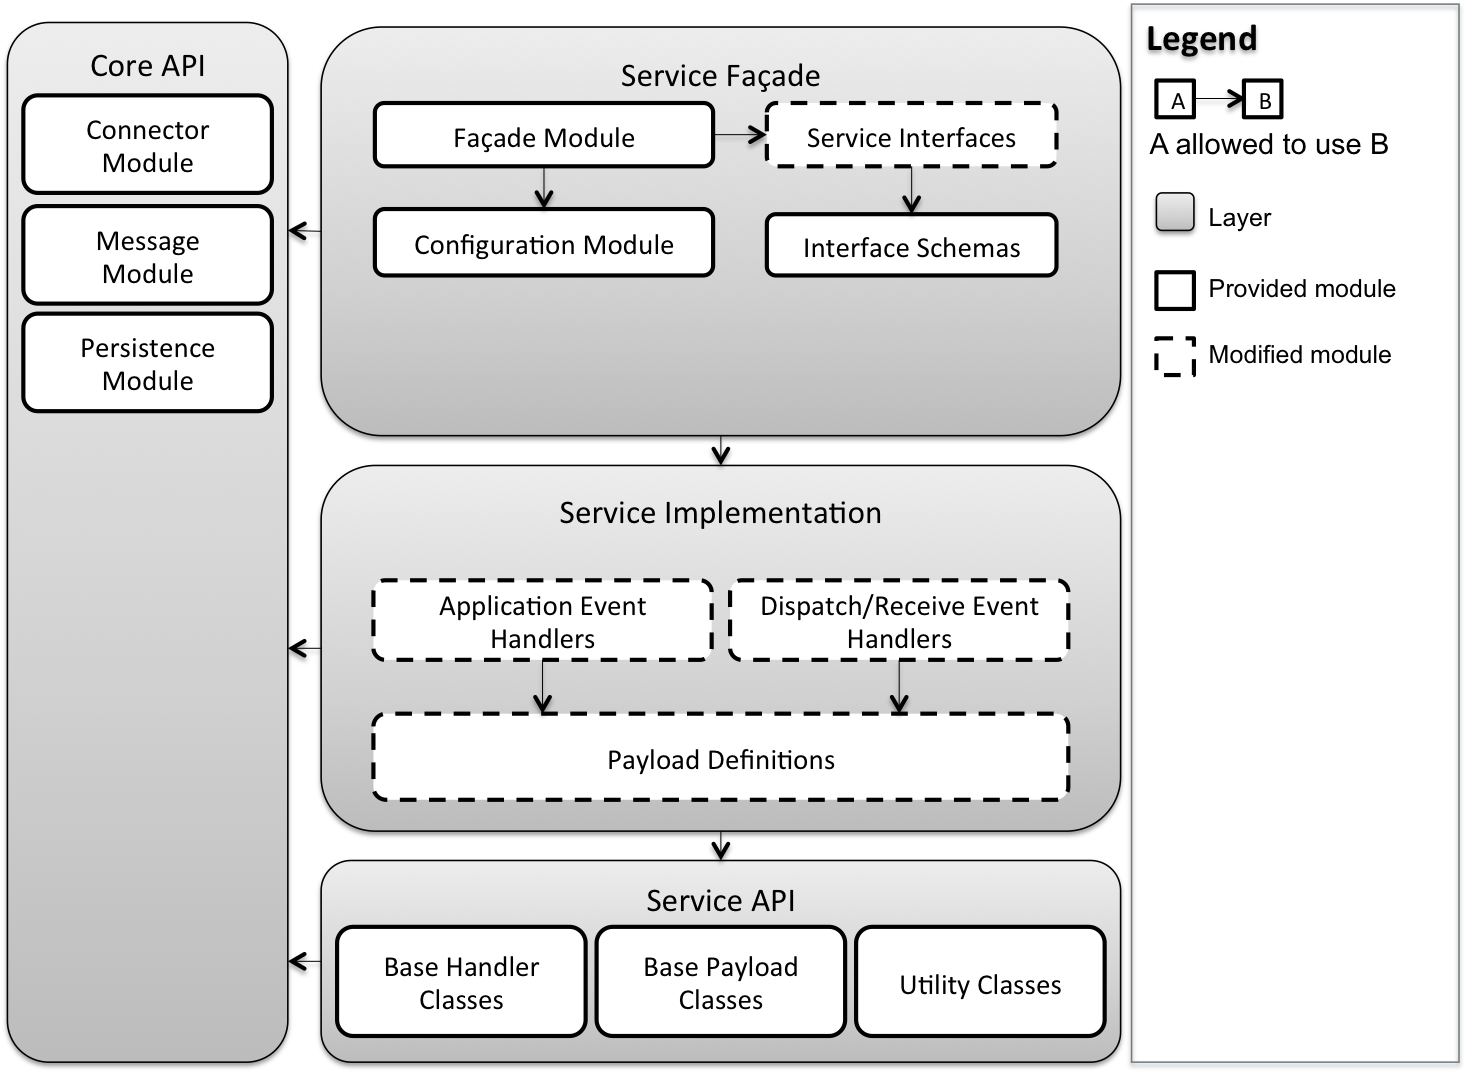 Core API
Connector
Module
Message
Module
Persistence
Module
Service Façade
Façade Module
Service Interfaces
Configuration Module
Interface Schemas
Service Implementation
Application Event
Handlers
Dispatch/Receive Event
Handlers
Payload Definitions
Service API
Base Handler
Classes
Base Payload
Classes
Utility Classes
Legend
A
B
A allowed to use B
Layer
Provided module
Modified module